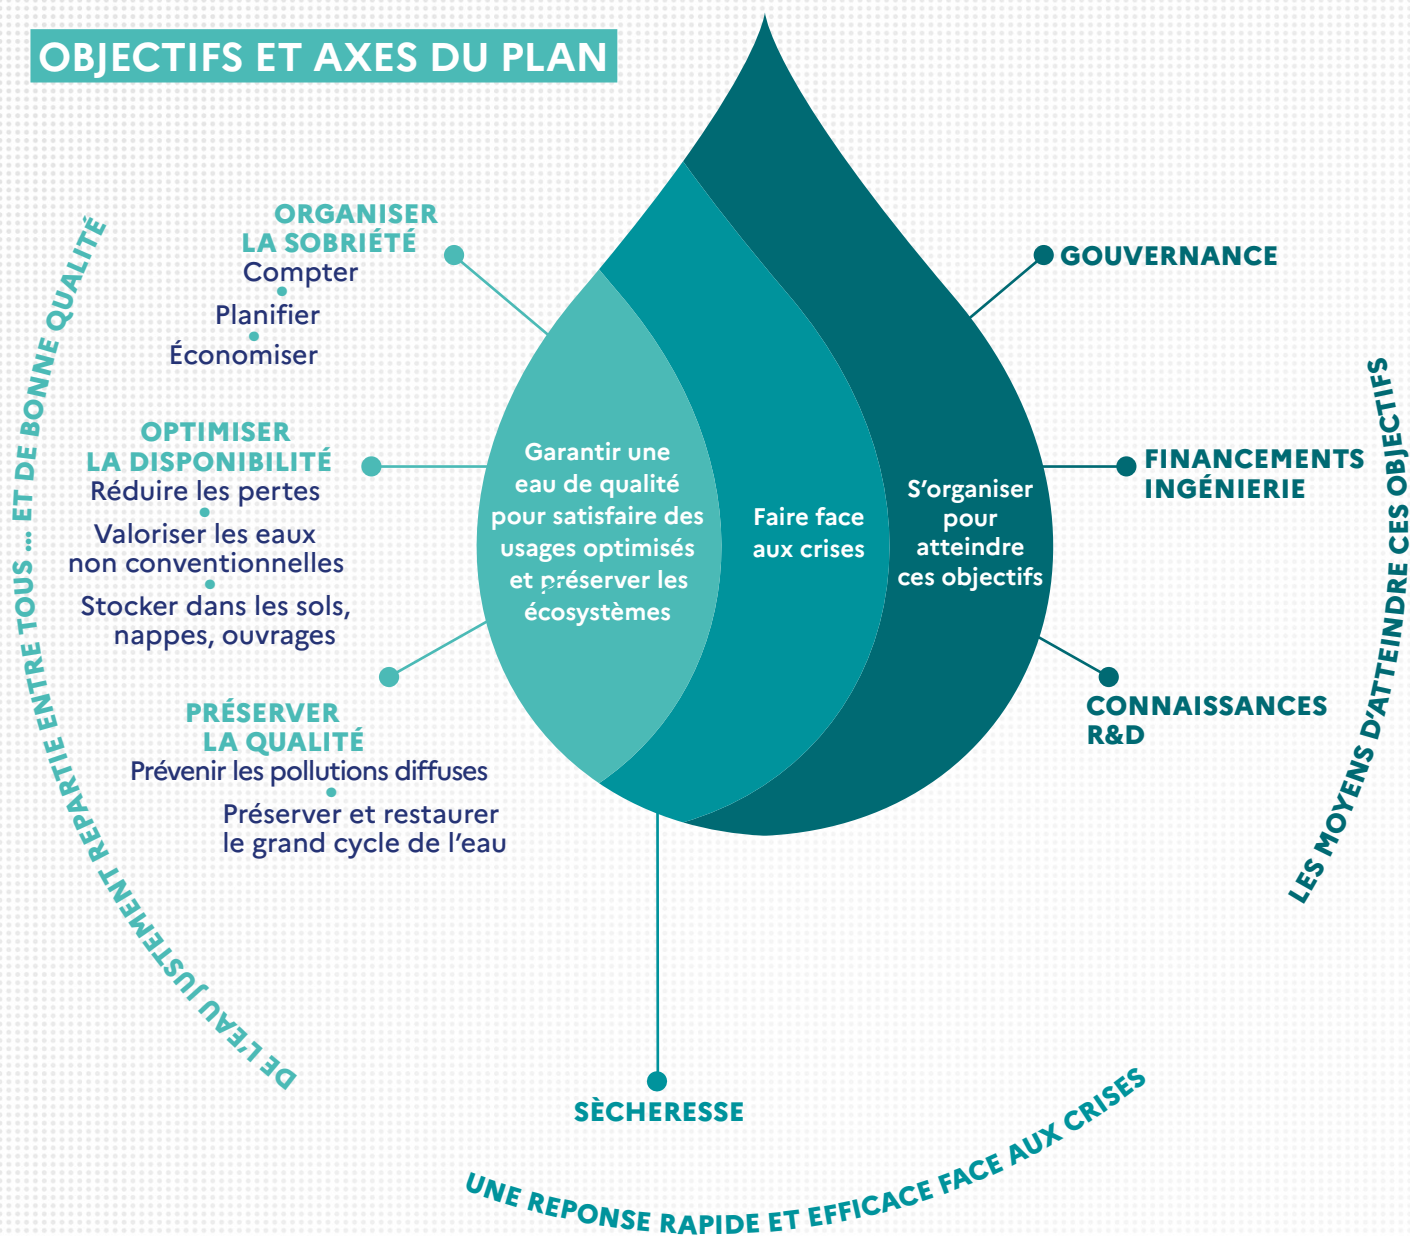 OBJECTIFS ET AXES DU PLAN
ORGANISER
LA SOBRIÉTÉ
Compter
Planifier
Économiser
OPTIMISER
LA DISPONIBILITÉ
Réduire les pertes
Valoriser les eaux
non conventionnelles
Stocker dans les sols,
nappes, ouvrages
PRÉSERVER
LA QUALITÉ
Prévenir les pollutions diffuses
Préserver et restaurer
le grand cycle de l’eau
DE L’EAU JUSTEMENT REPARTIE ENTRE TOUS ... ET DE BONNE QUALITÉ
Garantir une
eau de qualité
pour satisfaire des
usages optimisés
et préserver les
écosystèmes
Faire face
aux crises
S’organiser
pour
atteindre
ces objectifs
GOUVERNANCE
FINANCEMENTS
INGÉNIERIE
CONNAISSANCES
R&D
LES MOYENS D’ATTEINDRE CES OBJECTIFS
SÈCHERESSE
UNE REPONSE RAPIDE ET EFFICACE FACE AUX CRISES